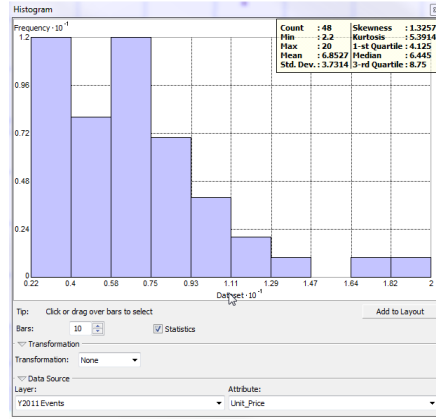 Histogram
Frequency · 10⁻¹
Count : 48 Skewness : 1.3257
Min : 2.2 Kurtosis : 5.3914
Max : 20 1-st Quartile : 4.125
Mean : 6.8527 Median : 6.445
Std. Dev. : 3.7314 3-rd Quartile : 8.75
1.2
0.96
0.72
0.48
0.24
0
0.22 0.4 0.58 0.75 0.93 1.11 1.29 1.47 1.64 1.82 2
Dataset · 10⁻¹
Tip: Click or drag over bars to select
Add to Layout
Bars: 10 Statistics
Transformation
Transformation: None
Data Source
Layer: Attribute:
Y2011 Events Unit_Price